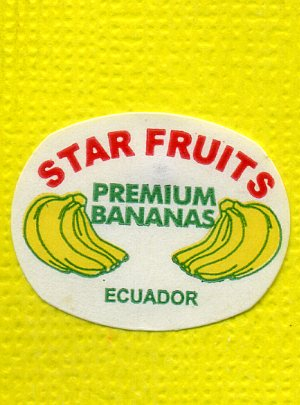 STAR FRUITS
PREMIUM
BANANAS
ECUADOR